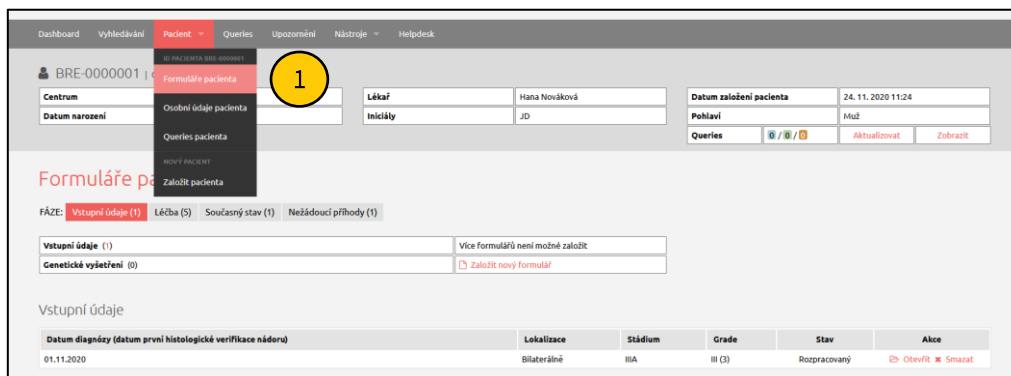 Dashboard Vyhledávání Pacient Queries Upozornění Nástroje Helpdesk
ID PACIENTA BRE-0000001
BRE-0000001 |
Formuláře pacienta
1
Centrum Lékař Hana Nováková Datum založení pacienta 24. 11. 2020 11:24
Osobní údaje pacienta
Datum narození Iniciály JD Pohlaví Muž
Queries pacienta
Queries 0 / 0 / 0 Aktualizovat Zobrazit
NOVÝ PACIENT
Formuláře
Založit pacienta
FÁZE: Vstupní údaje (1) Léčba (5) Současný stav (1) Nežádoucí příhody (1)
Vstupní údaje (1) Více formulářů není možné založit
Genetické vyšetření (0) Založit nový formulář
Vstupní údaje
Datum diagnózy (datum první histologické verifikace nádoru) Lokalizace Stádium Grade Stav Akce
01.11.2020 Bilaterálně IIIA III (3) Rozpracovaný Otevřít Smazat